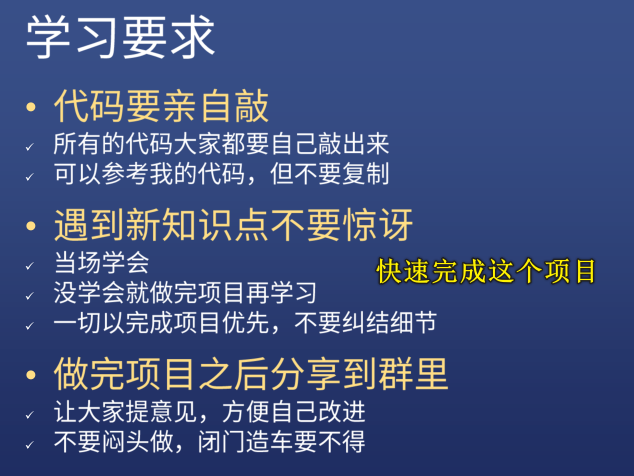 学习要求
代码要亲自敲
所有的代码大家都要自己敲出来
可以参考我的代码，但不要复制
遇到新知识点不要惊讶
当场学会
快速完成这个项目
没学会就做完项目再学习
一切以完成项目优先，不要纠结细节
做完项目之后分享到群里
让大家提意见，方便自己改进
不要闷头做，闭门造车要不得